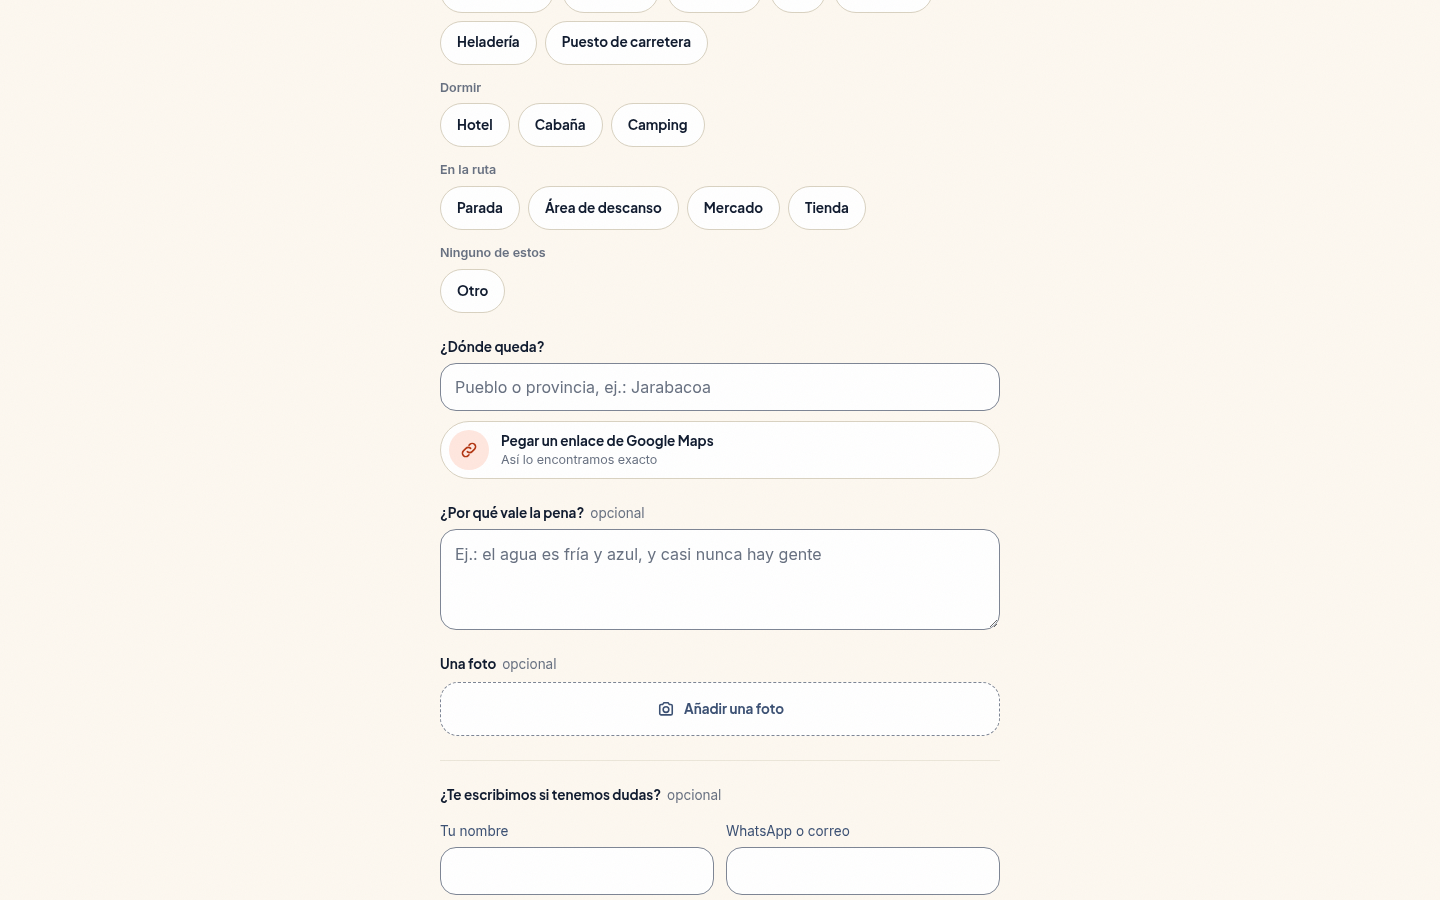 Heladería
Puesto de carretera
Dormir
Hotel
Cabaña
Camping
En la ruta
Parada
Área de descanso
Mercado
Tienda
Ninguno de estos
Otro
¿Dónde queda?
Pueblo o provincia, ej.: Jarabacoa
Pegar un enlace de Google Maps
Así lo encontramos exacto
¿Por qué vale la pena? opcional
Ej.: el agua es fría y azul, y casi nunca hay gente
Una foto opcional
Añadir una foto
¿Te escribimos si tenemos dudas? opcional
Tu nombre
WhatsApp o correo